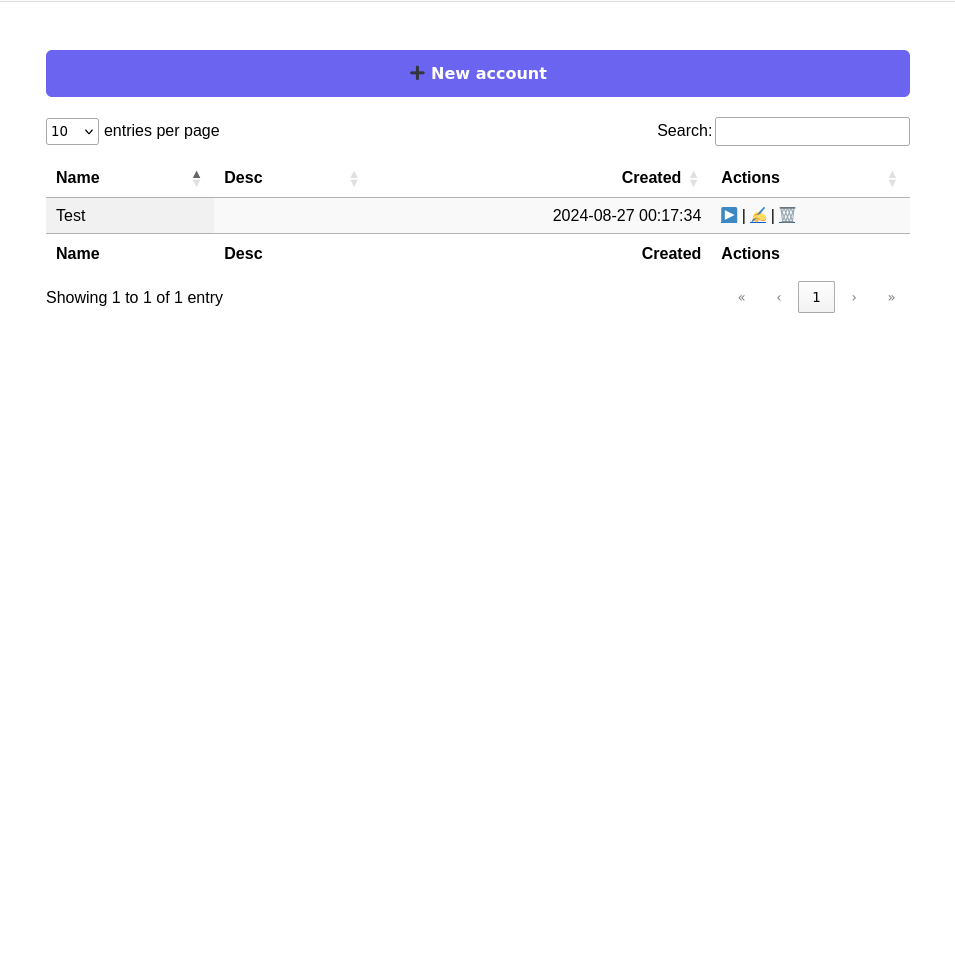 ➕ New account
10 entries per page Search:
Name Desc Created Actions
Test 2024-08-27 00:17:34 ▶️ | ✍️ | 🗑️
Name Desc Created Actions
Showing 1 to 1 of 1 entry « ‹ 1 › »